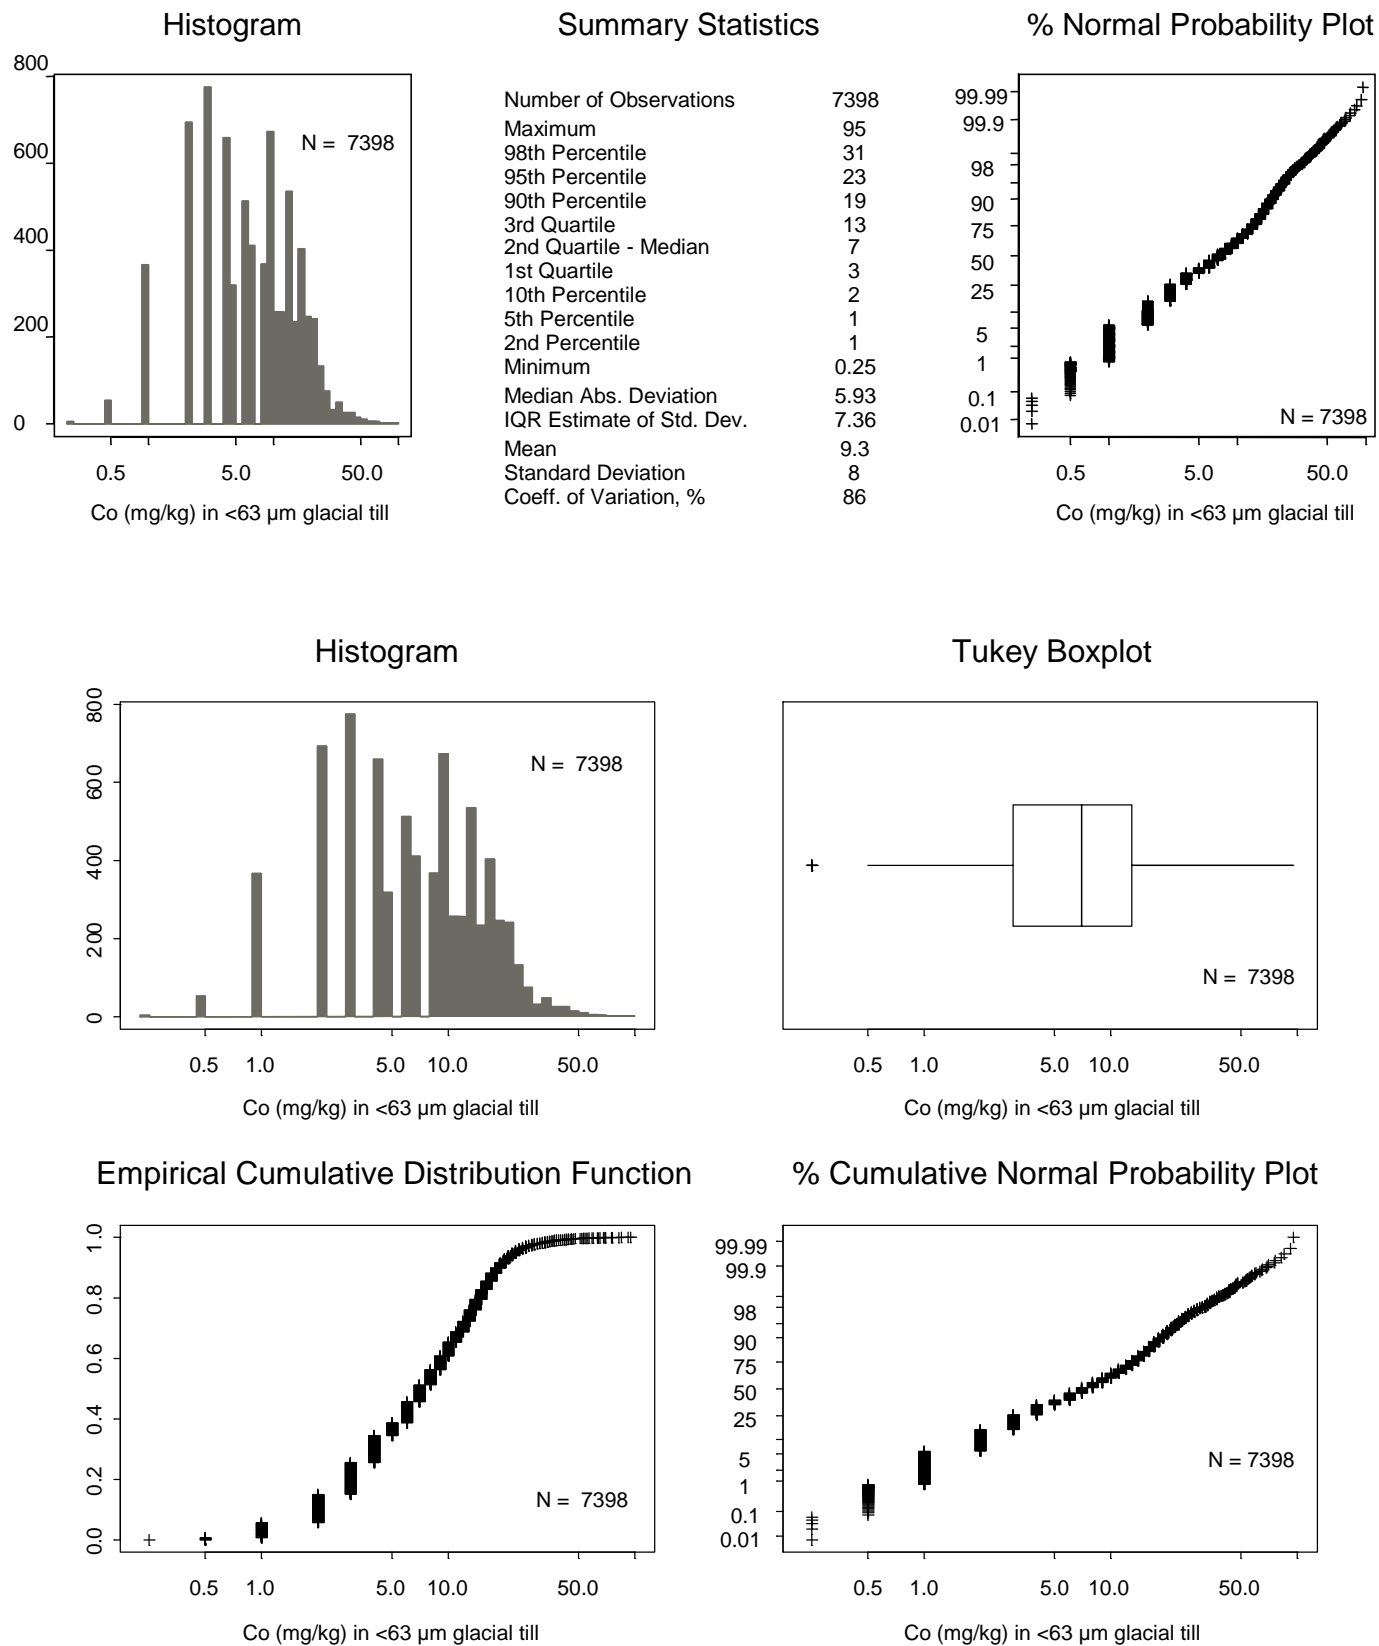 Histogram
Summary Statistics
% Normal Probability Plot
800
600
400
200
0
N = 7398
0.5 5.0 50.0
Co (mg/kg) in <63 µm glacial till
Number of Observations 7398
Maximum 95
98th Percentile 31
95th Percentile 23
90th Percentile 19
3rd Quartile 13
2nd Quartile - Median 7
1st Quartile 3
10th Percentile 2
5th Percentile 1
2nd Percentile 1
Minimum 0.25
Median Abs. Deviation 5.93
IQR Estimate of Std. Dev. 7.36
Mean 9.3
Standard Deviation 8
Coeff. of Variation, % 86
99.99
99.9
98
90
75
50
25
5
1
0.1
0.01
N = 7398
0.5 5.0 50.0
Co (mg/kg) in <63 µm glacial till
Histogram
800
600
400
200
0
N = 7398
0.5 1.0 5.0 10.0 50.0
Co (mg/kg) in <63 µm glacial till
Tukey Boxplot
N = 7398
0.5 1.0 5.0 10.0 50.0
Co (mg/kg) in <63 µm glacial till
Empirical Cumulative Distribution Function
1.0
0.8
0.6
0.4
0.2
0.0
N = 7398
0.5 1.0 5.0 10.0 50.0
Co (mg/kg) in <63 µm glacial till
% Cumulative Normal Probability Plot
99.99
99.9
98
90
75
50
25
5
1
0.1
0.01
N = 7398
0.5 1.0 5.0 10.0 50.0
Co (mg/kg) in <63 µm glacial till